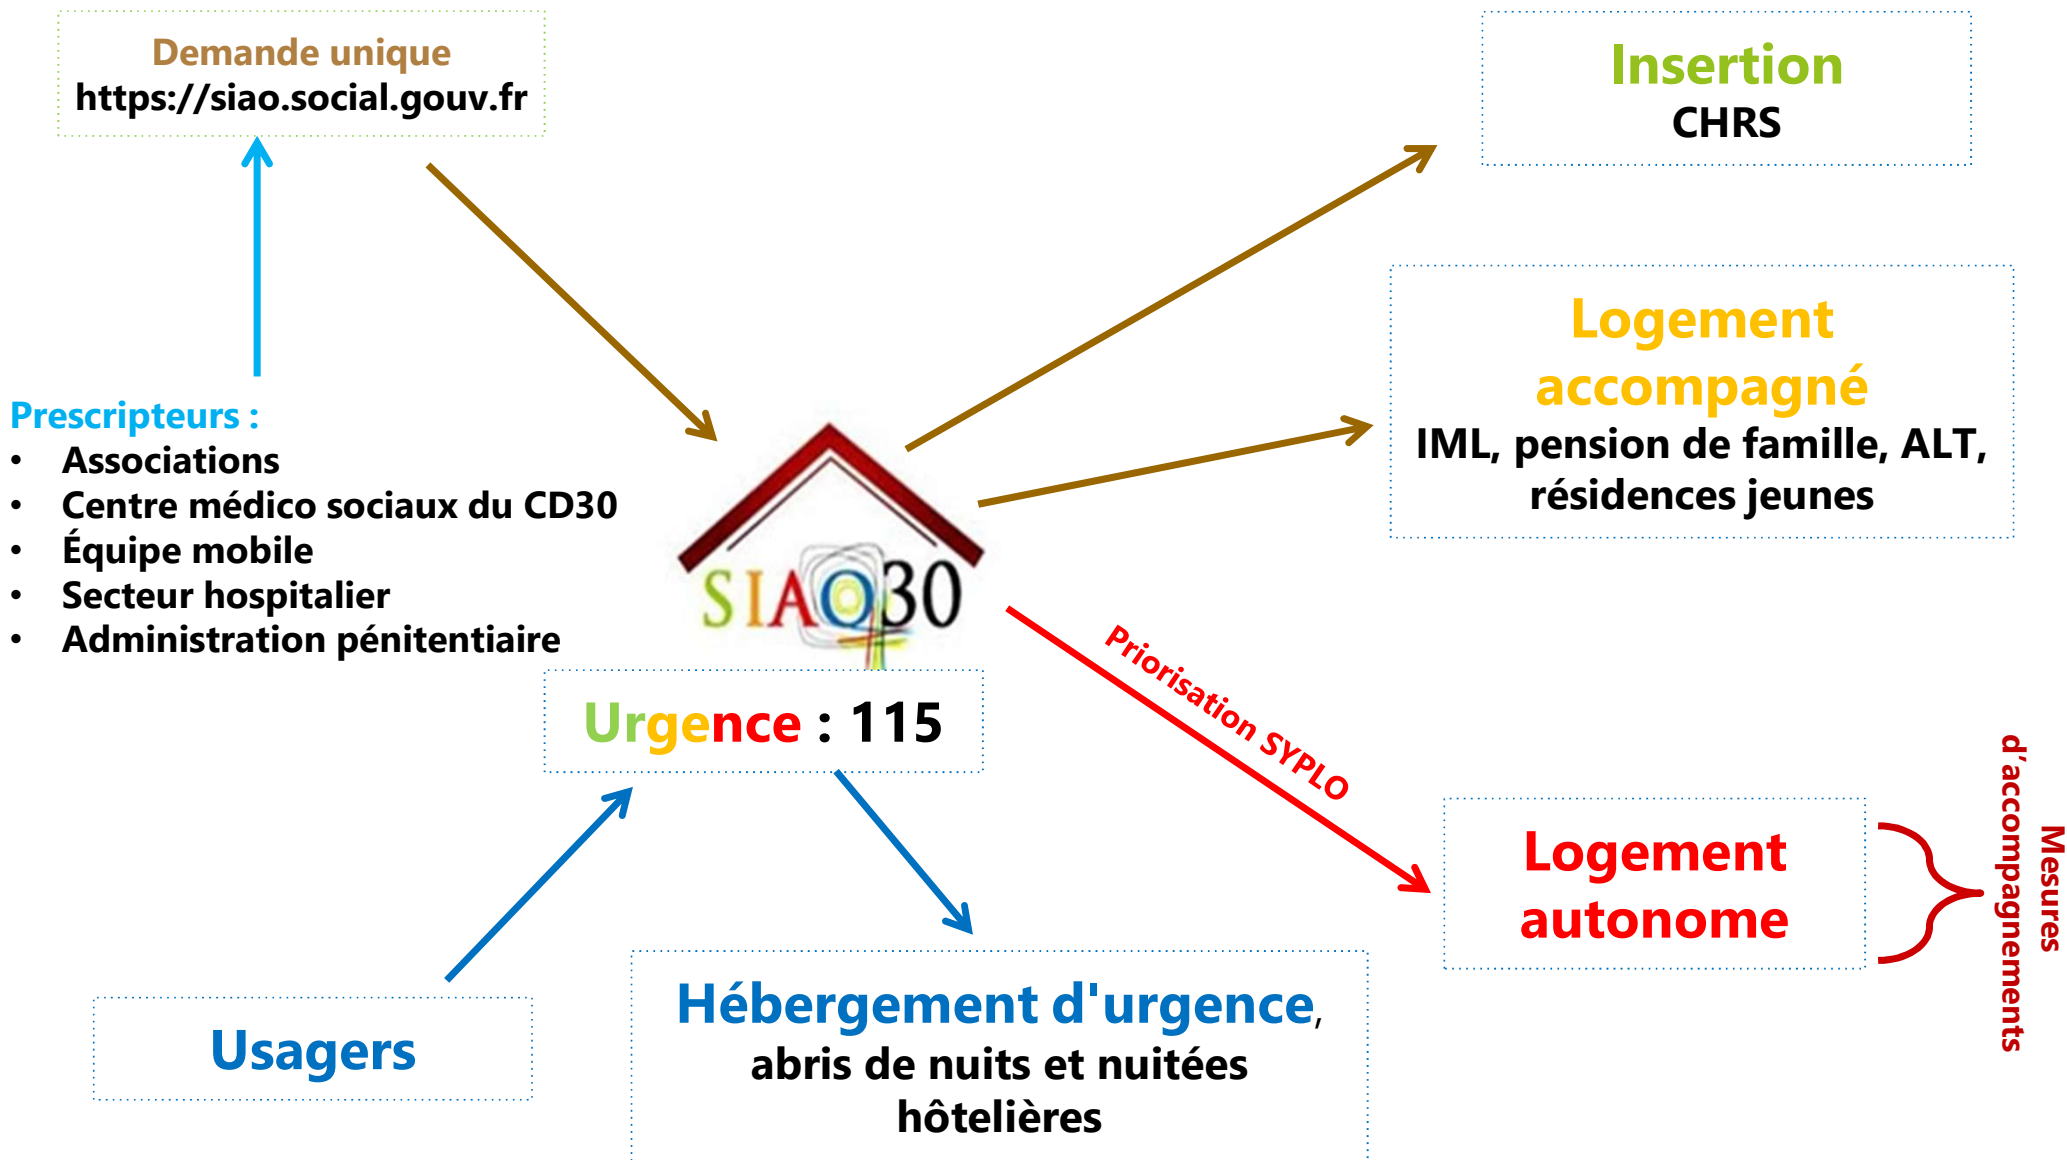 Demande unique
https://siao.social.gouv.fr
Insertion
CHRS
Logement
accompagné
IML, pension de famille, ALT,
résidences jeunes
Prescripteurs :
• Associations
• Centre médico sociaux du CD30
• Équipe mobile
• Secteur hospitalier
• Administration pénitentiaire
SIAO30
Urgence : 115
Priorisation SYPLO
Logement
autonome
Mesures
d'accompagnements
Usagers
Hébergement d'urgence,
abris de nuits et nuitées
hôtelières